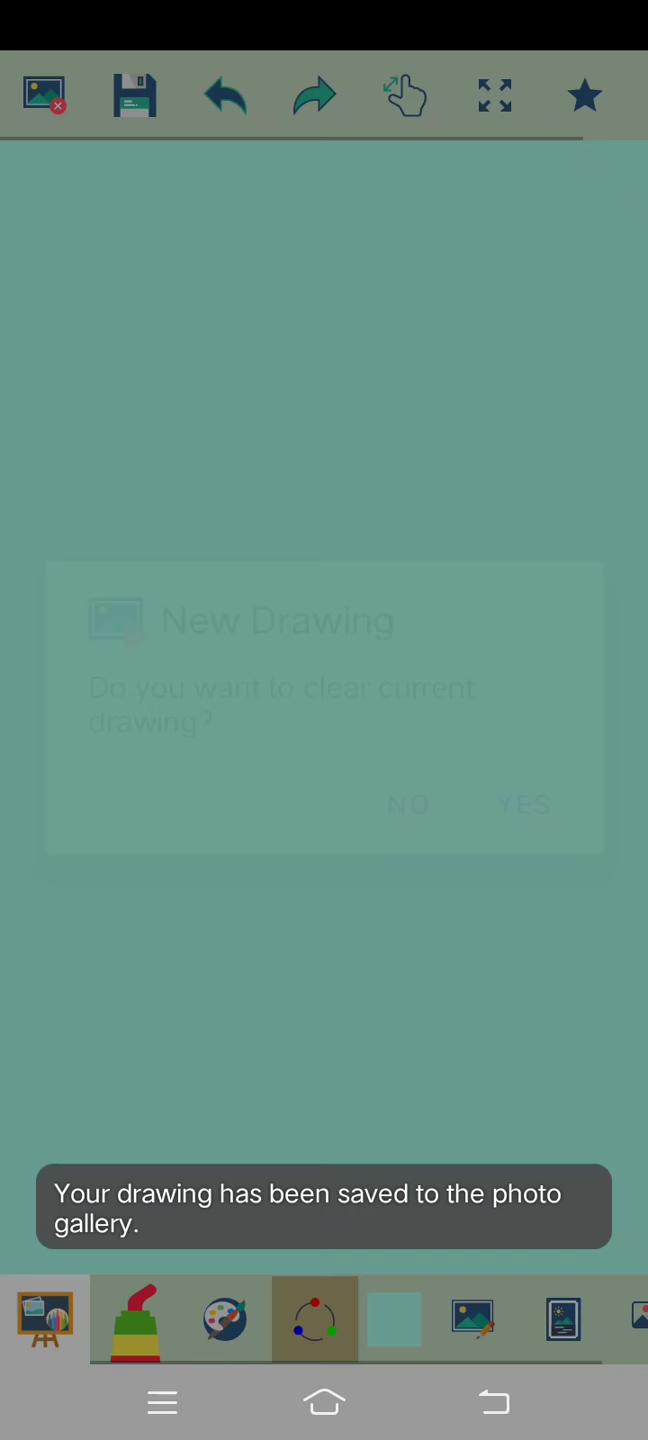 New Drawing
Do you want to clear current
drawing?
NO YES
Your drawing has been saved to the photo
gallery.